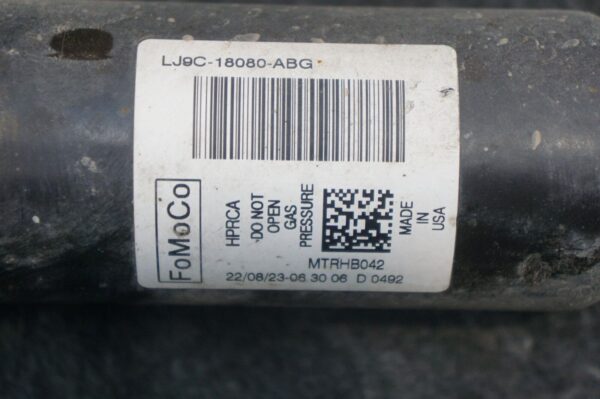 LJ9C-18080-ABG
FoMoCo
HPRCA
DO NOT
OPEN
GAS
PRESSURE
MADE
IN
USA
MTRHB042
22/08/23-06 30 06 D 0492